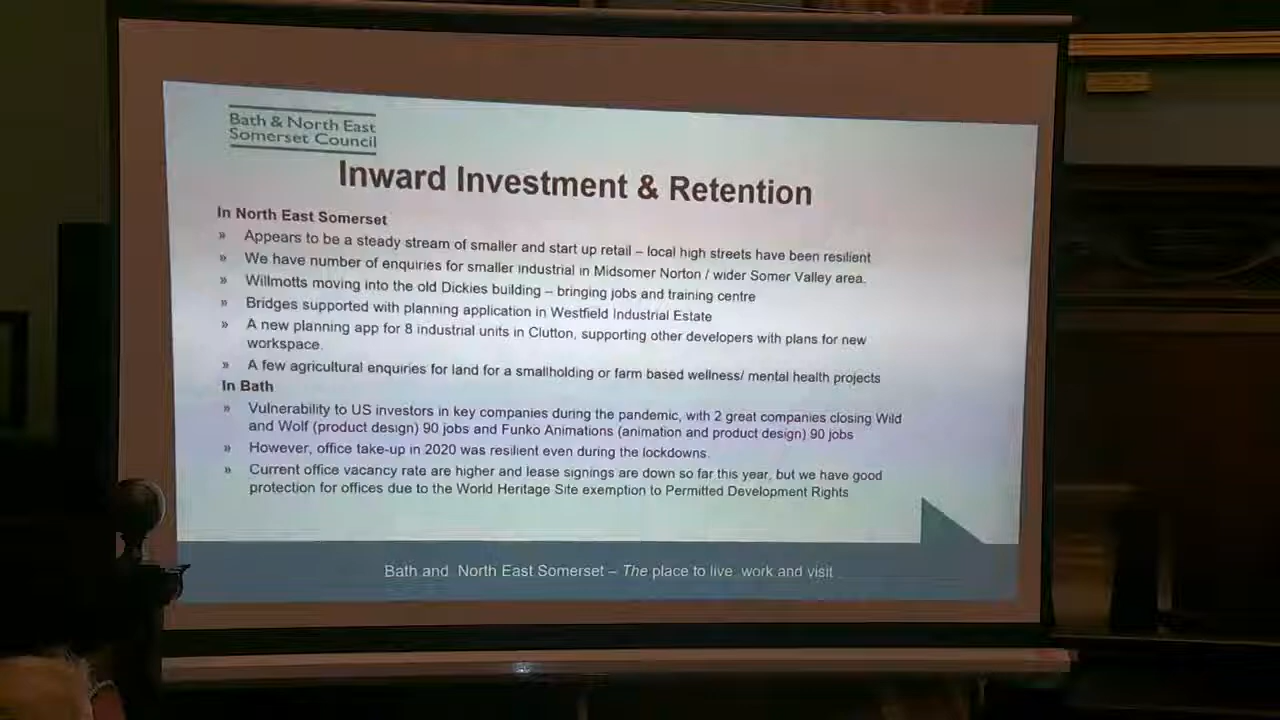 Bath & North East
Somerset Council
Inward Investment & Retention
In North East Somerset
» Appears to be a steady stream of smaller and start up retail – local high streets have been resilient
» We have number of enquiries for smaller industrial in Midsomer Norton / wider Somer Valley area.
» Willmotts moving into the old Dickies building – bringing jobs and training centre
» Bridges supported with planning application in Westfield Industrial Estate
» A new planning app for 8 industrial units in Clutton, supporting other developers with plans for new
workspace.
» A few agricultural enquiries for land for a smallholding or farm based wellness/ mental health projects
In Bath
» Vulnerability to US investors in key companies during the pandemic, with 2 great companies closing Wild
and Wolf (product design) 90 jobs and Funko Animations (animation and product design) 90 jobs
» However, office take-up in 2020 was resilient even during the lockdowns.
» Current office vacancy rate are higher and lease signings are down so far this year, but we have good
protection for offices due to the World Heritage Site exemption to Permitted Development Rights
Bath and North East Somerset – The place to live, work and visit